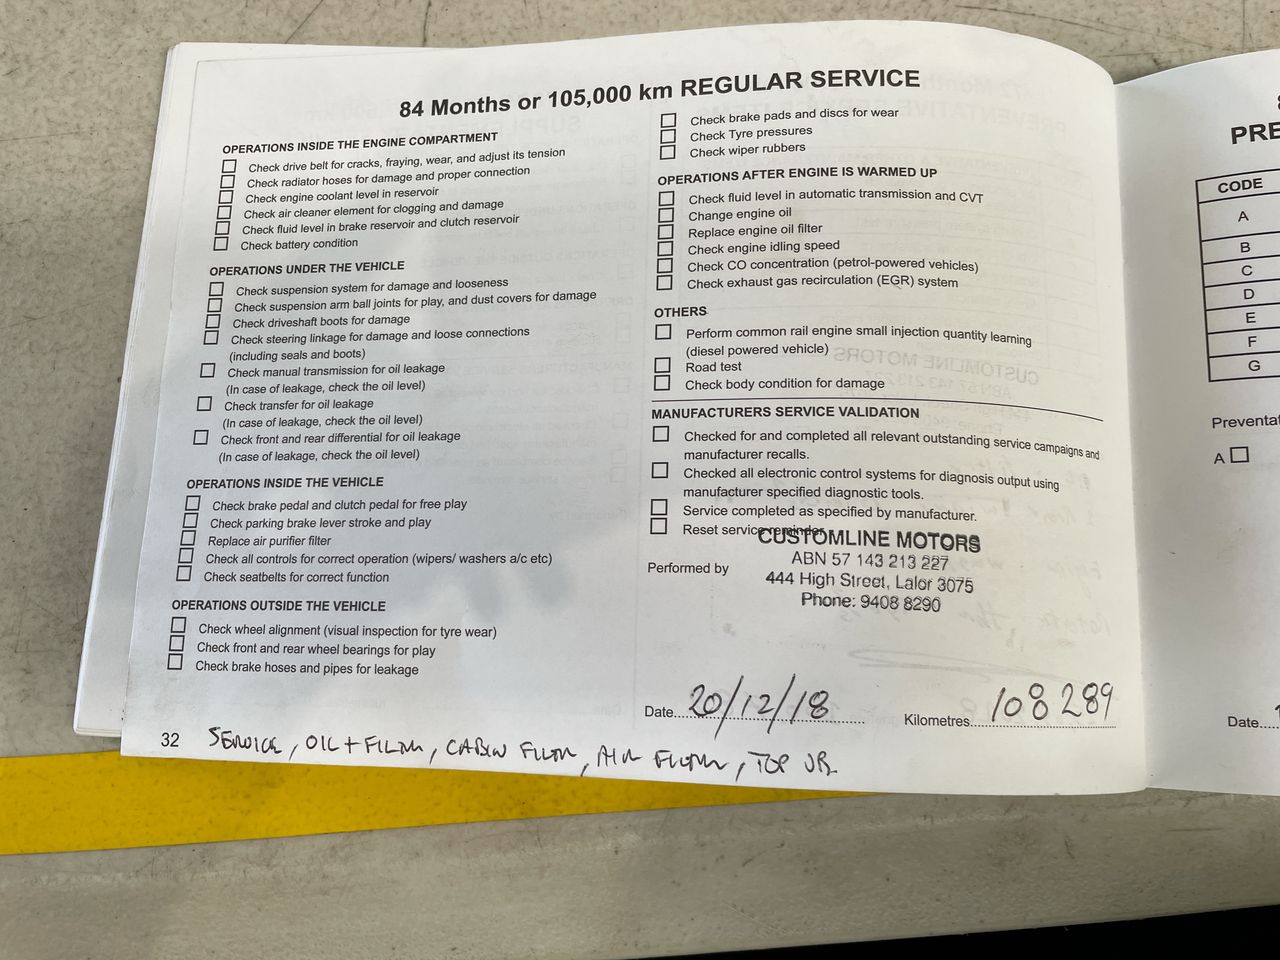 84 Months or 105,000 km REGULAR SERVICE
OPERATIONS INSIDE THE ENGINE COMPARTMENT
Check drive belt for cracks, fraying, wear, and adjust its tension
Check radiator hoses for damage and proper connection
Check engine coolant level in reservoir
Check air cleaner element for clogging and damage
Check fluid level in brake reservoir and clutch reservoir
Check battery condition
OPERATIONS UNDER THE VEHICLE
Check suspension system for damage and looseness
Check suspension arm ball joints for play, and dust covers for damage
Check driveshaft boots for damage
Check steering linkage for damage and loose connections
(including seals and boots)
Check manual transmission for oil leakage
(In case of leakage, check the oil level)
Check transfer for oil leakage
(In case of leakage, check the oil level)
Check front and rear differential for oil leakage
(In case of leakage, check the oil level)
OPERATIONS INSIDE THE VEHICLE
Check brake pedal and clutch pedal for free play
Check parking brake lever stroke and play
Replace air purifier filter
Check all controls for correct operation (wipers/ washers a/c etc)
Check seatbelts for correct function
OPERATIONS OUTSIDE THE VEHICLE
Check wheel alignment (visual inspection for tyre wear)
Check front and rear wheel bearings for play
Check brake hoses and pipes for leakage
Check brake pads and discs for wear
Check Tyre pressures
Check wiper rubbers
OPERATIONS AFTER ENGINE IS WARMED UP
Check fluid level in automatic transmission and CVT
Change engine oil
Replace engine oil filter
Check engine idling speed
Check CO concentration (petrol-powered vehicles)
Check exhaust gas recirculation (EGR) system
OTHERS
Perform common rail engine small injection quantity learning
(diesel powered vehicle)
Road test
Check body condition for damage
MANUFACTURERS SERVICE VALIDATION
Checked for and completed all relevant outstanding service campaigns and
manufacturer recalls.
Checked all electronic control systems for diagnosis output using
manufacturer specified diagnostic tools.
Service completed as specified by manufacturer.
Reset service reminder
CUSTOMLINE MOTORS
ABN 57 143 213 227
Performed by
444 High Street, Lalor 3075
Phone: 9408 8290
Date 20/12/18 Kilometres 108 289
32
SERVICE, OIL + FILTER, CABIN FILTER, AIR FILTER, TOP UP
PRE
CODE
A
B
C
D
E
F
G
Preventa
A
Date